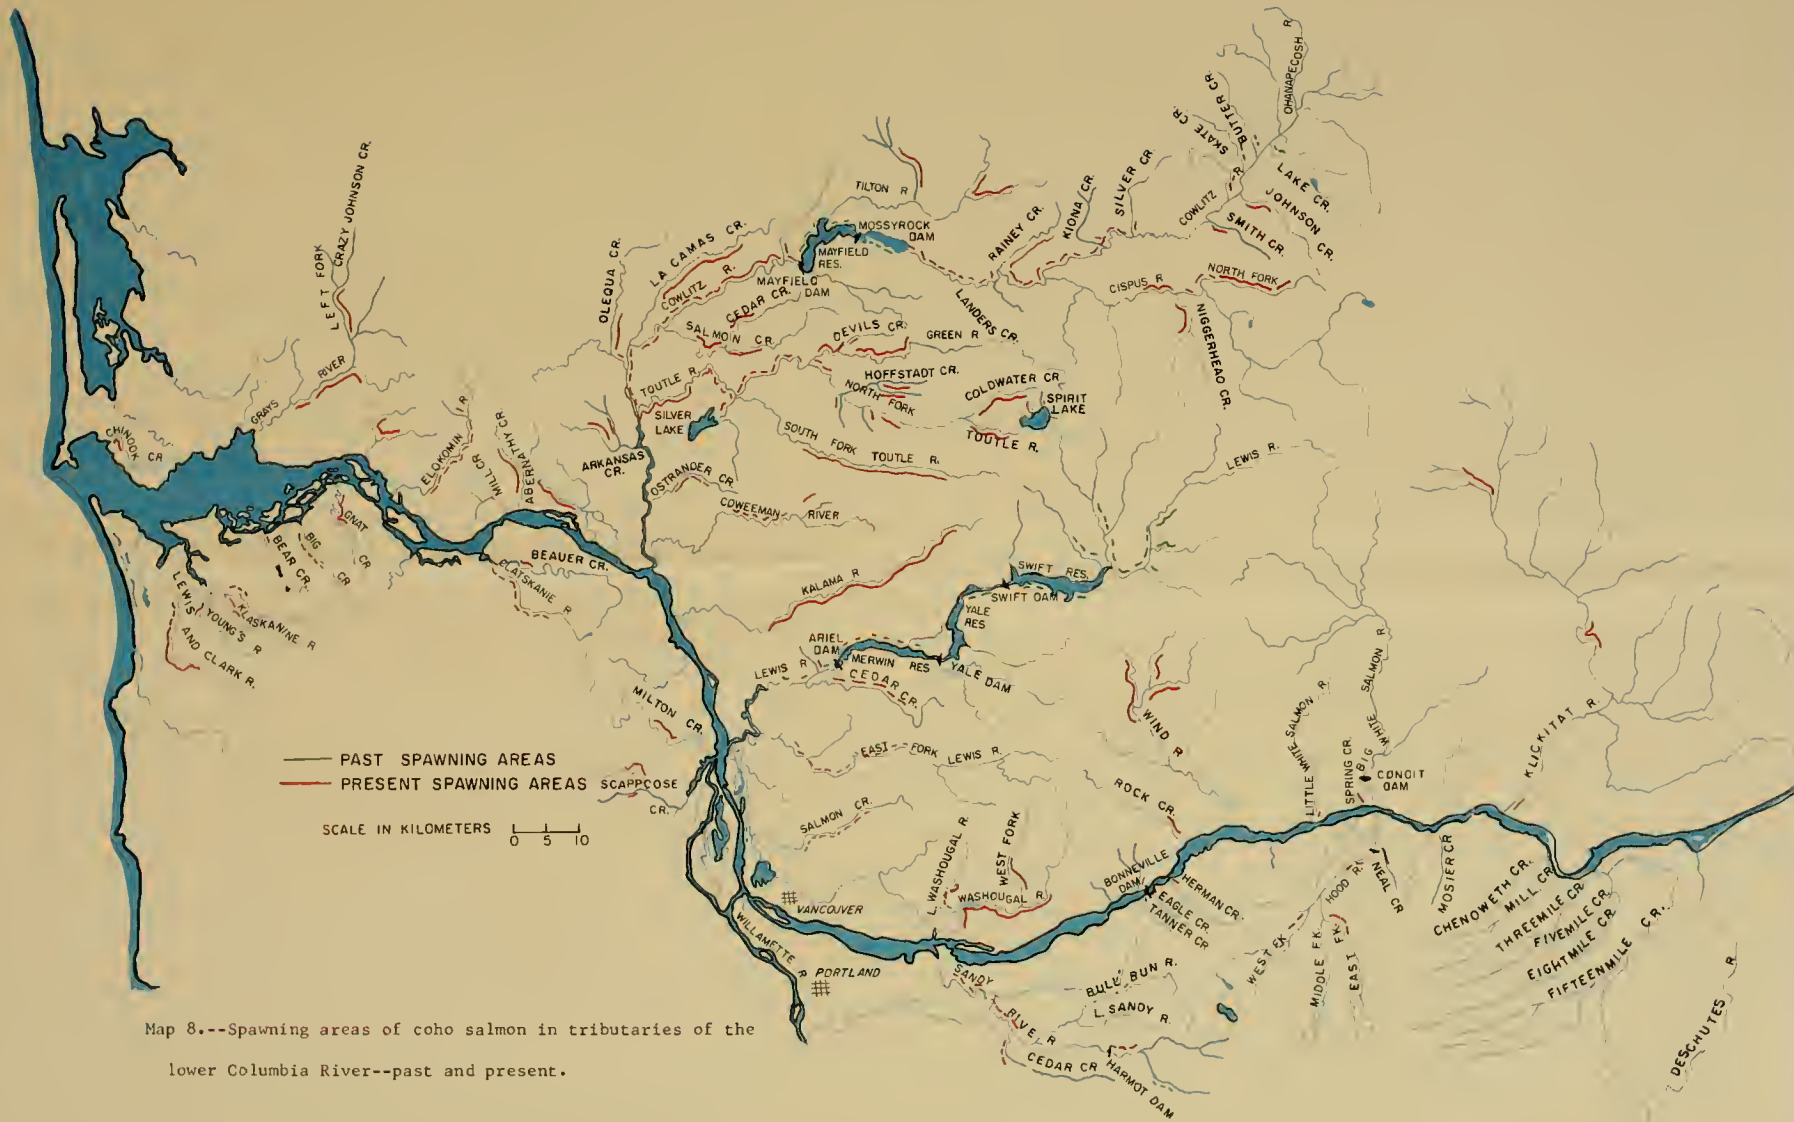 OHANAPECOSH R
BUTTER CR.
SKATE CR.
LAKE CR.
JOHNSON CR.
COWLITZ R.
SMITH CR.
SILVER CR.
KIONA CR.
RAINEY CR.
TILTON R
MOSSYROCK
DAM
MAYFIELD
RES.
MAYFIELD
DAM
LA CAMAS CR.
COWLITZ R.
CEDAR CR.
OLEQUA CR.
LEFT FORK
CRAZY JOHNSON CR.
GRAYS RIVER
CHINOOK CR
SALMOIN CR.
DEVILS CR.
GREEN R
LANDERS CR.
CISPUS R
NORTH FORK
NIGGERHEAD CR.
TOUTLE R.
HOFFSTADT CR.
NORTH FORK
COLDWATER CR
SPIRIT
LAKE
TOUTLE R.
SILVER
LAKE
SOUTH FORK TOUTLE R.
ARKANSAS
CR.
OSTRANDER CR.
COWEEMAN RIVER
ELOKOMIN R
MILL CR
ABERNATHY CR
GNAT CR
BIG CR
BEAR CR.
BEAUER CR.
CLATSKANIE R
KLASKANINE R
YOUNG'S R
LEWIS AND CLARK R.
KALAMA R
LEWIS R.
SWIFT RES.
SWIFT DAM
YALE
RES
ARIEL
DAM
MERWIN RES
YALE DAM
LEWIS R
CEDAR CR.
MILTON CR.
EAST FORK LEWIS R.
WIND R
LITTLE WHITE SALMON R
SPRING CR.
BIG WHITE SALMON R
CONDIT
DAM
KLICKITAT R.
PAST SPAWNING AREAS
PRESENT SPAWNING AREAS
SCAPPOOSE
CR.
SCALE IN KILOMETERS
0 5 10
SALMON CR.
ROCK CR.
L. WASHOUGAL R.
WEST FORK
WASHOUGAL R.
BONNEVILLE
DAM
HERMAN CR.
EAGLE CR.
TANNER CR
VANCOUVER
WILLAMETTE R
PORTLAND
SANDY RIVER
BULL BUN R.
L. SANDY R.
CEDAR CR
HARMOT DAM
HOOD R.
NEAL CR
WEST FK
MIDDLE FK
EAST FK
MOSIER CR
CHENOWETH CR.
MILL CR
THREEMILE CR
FIVEMILE CR.
EIGHTMILE CR
FIFTEENMILE CR.
DESCHUTES R
Map 8.--Spawning areas of coho salmon in tributaries of the
lower Columbia River--past and present.